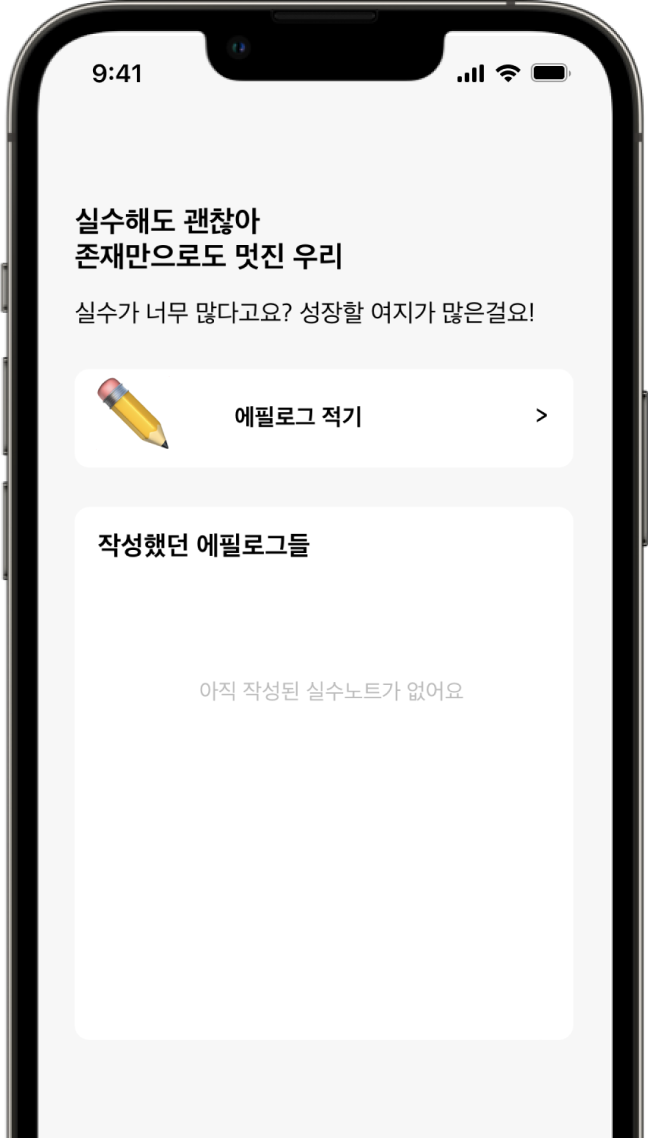 9:41
실수해도 괜찮아
존재만으로도 멋진 우리
실수가 너무 많다고요? 성장할 여지가 많은걸요!
에필로그 적기 >
작성했던 에필로그들
아직 작성된 실수노트가 없어요